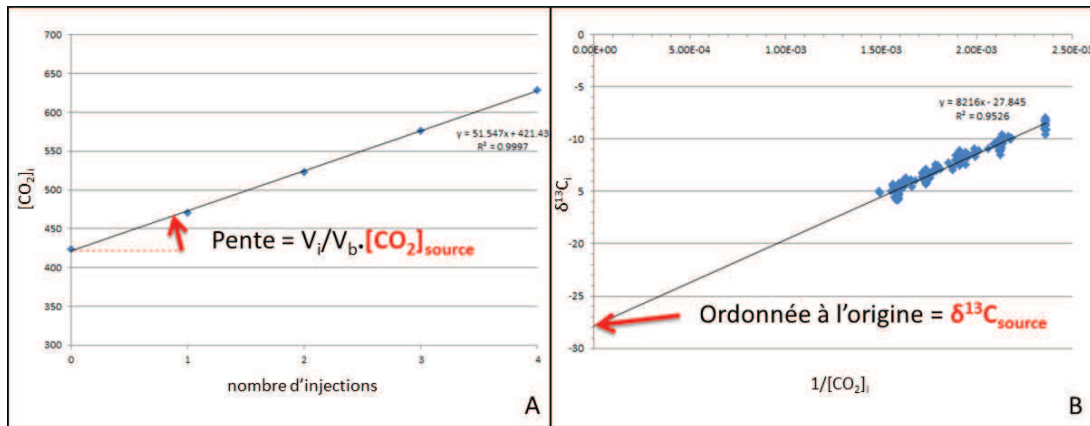 700
650
600
550
500
450
400
350
300
[CO₂]ᵢ
y = 51.547x + 421.43
R² = 0.9997
Pente = Vᵢ/V_b.[CO₂]source
0
1
2
3
4
nombre d'injections
A
0
0.00E+00
5.00E-04
1.00E-03
1.50E-03
2.00E-03
2.50E-03
-5
-10
5
-20
-25
-30
δ¹³Cᵢ
y = 8216x - 27.845
R² = 0.9526
Ordonnée à l'origine = δ¹³Csource
1/[CO₂]ᵢ
B